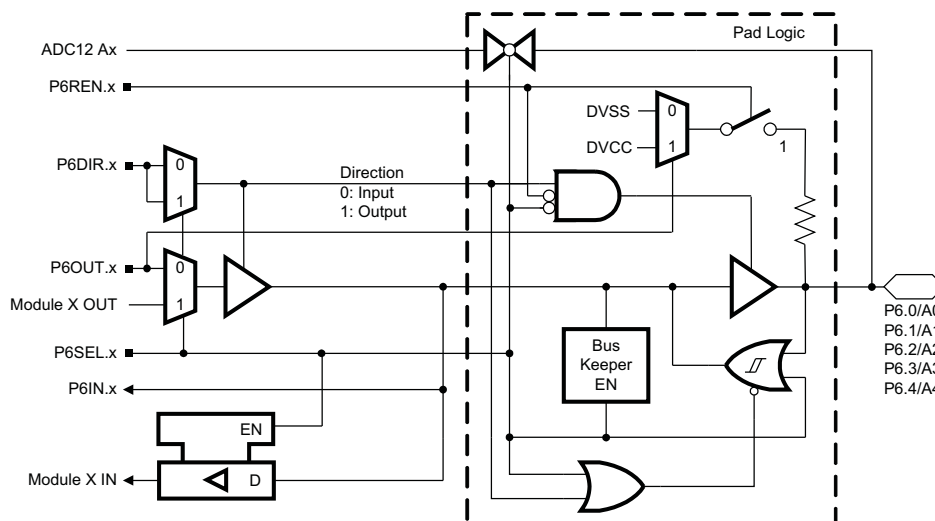 Pad Logic
ADC12 Ax
P6REN.x
DVSS
0
DVCC
1
1
P6DIR.x
0
1
Direction
0: Input
1: Output
P6OUT.x
0
Module X OUT
1
P6SEL.x
Bus
Keeper
EN
P6IN.x
EN
Module X IN
D
P6.0/A0
P6.1/A1
P6.2/A2
P6.3/A3
P6.4/A4